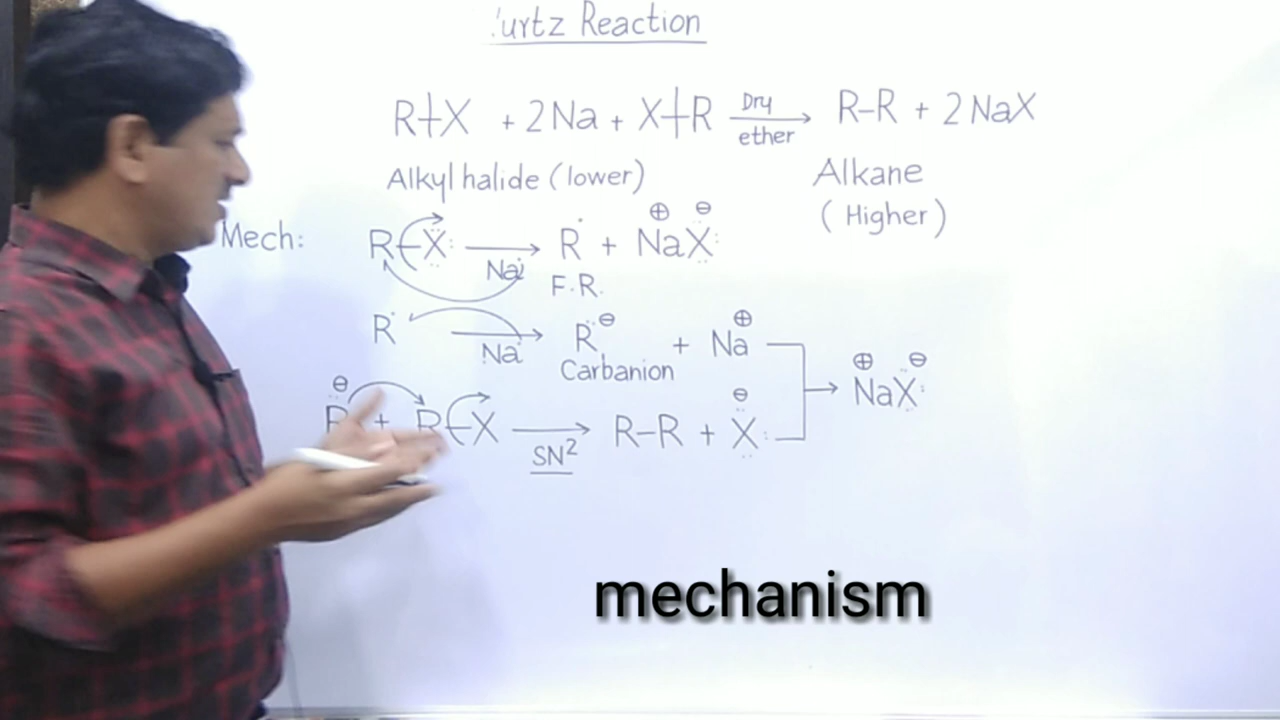 urtz Reaction
R+X + 2Na + X+R Dry ether → R-R + 2NaX
Alkyl halide (lower) Alkane
(Higher)
Mech: R-X: → Na· R· + Na⊕ X:⊖
F.R.
R· → Na· R:⊖ + Na⊕
Carbanion
Na⊕ X:⊖
R⊖ + R-X → SN² R-R + X:⊖
mechanism